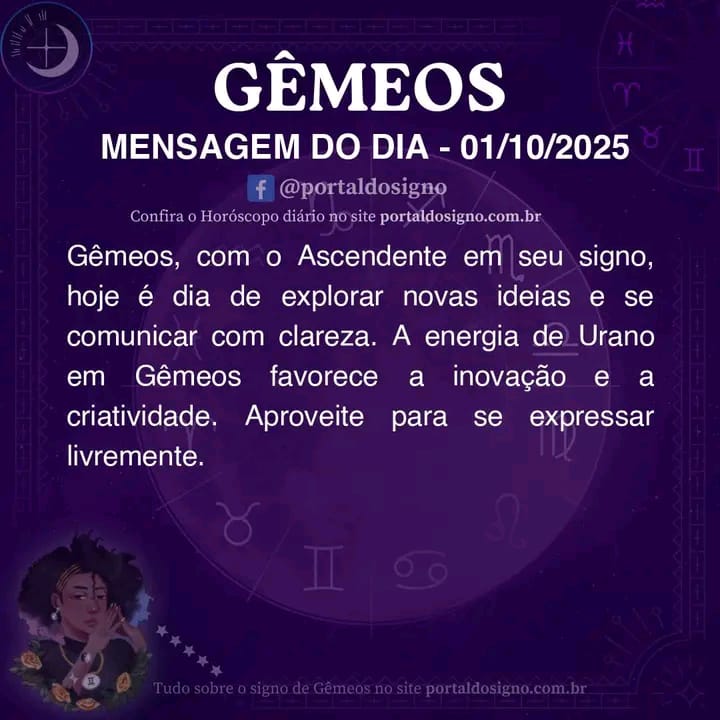 GÊMEOS
MENSAGEM DO DIA - 01/10/2025
@portaldosigno
Confira o Horóscopo diário no site portaldosigno.com.br
Gêmeos, com o Ascendente em seu signo,
hoje é dia de explorar novas ideias e se
comunicar com clareza. A energia de Urano
em Gêmeos favorece a inovação e a
criatividade. Aproveite para se expressar
livremente.
Tudo sobre o signo de Gêmeos no site portaldosigno.com.br